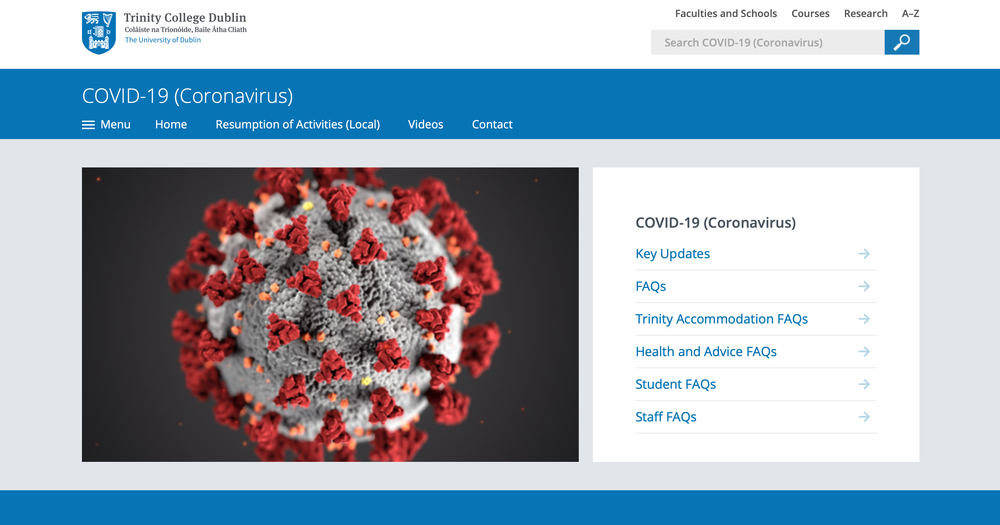 Trinity College Dublin
Coláiste na Tríonóide, Baile Átha Cliath
The University of Dublin
Faculties and Schools
Courses
Research
A–Z
Search COVID-19 (Coronavirus)
COVID-19 (Coronavirus)
Menu
Home
Resumption of Activities (Local)
Videos
Contact
COVID-19 (Coronavirus)
Key Updates
FAQs
Trinity Accommodation FAQs
Health and Advice FAQs
Student FAQs
Staff FAQs